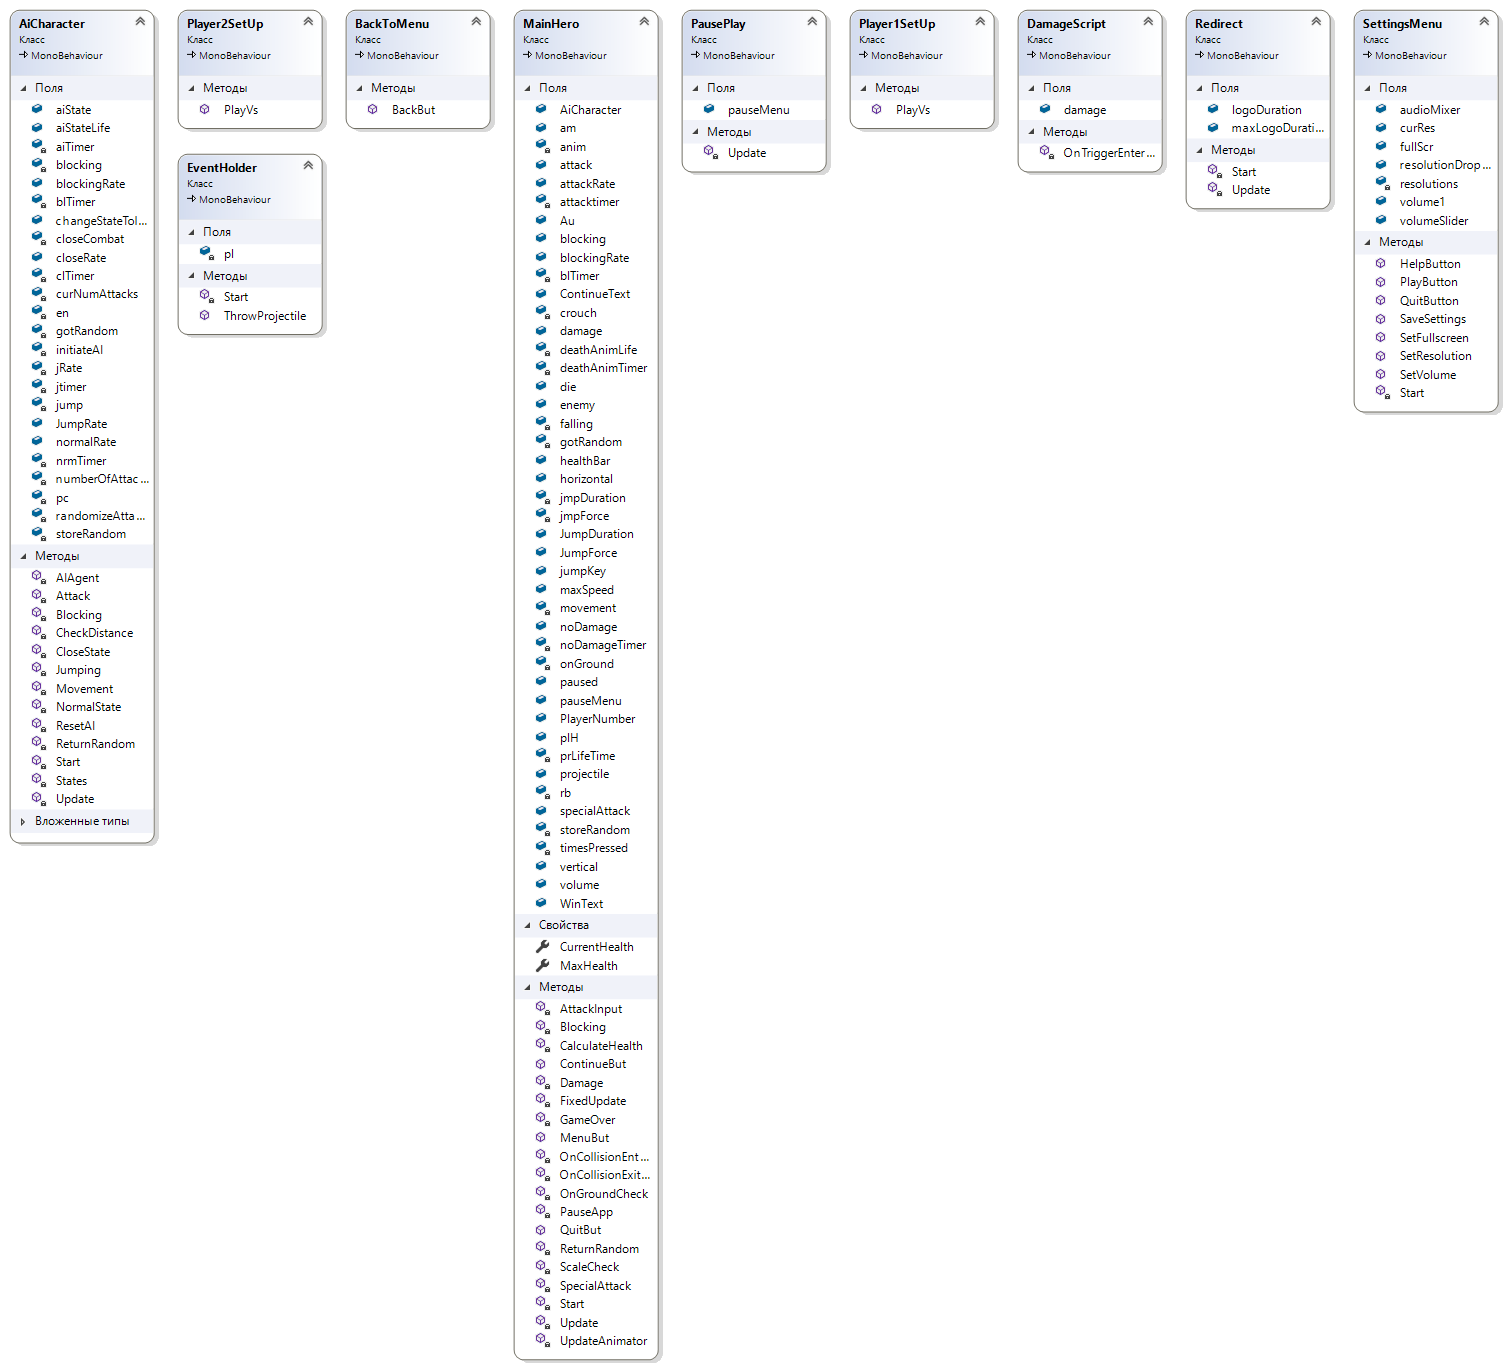 AiCharacter
Класс
MonoBehaviour
Поля
aiState
aiStateLife
aiTimer
blocking
blockingRate
blTimer
changeStateTol...
closeCombat
closeRate
clTimer
curNumAttacks
en
gotRandom
initiateAI
jRate
jtimer
jump
JumpRate
normalRate
nrmTimer
numberOfAttac...
pc
randomizeAtta...
storeRandom
Методы
AIAgent
Attack
Blocking
CheckDistance
CloseState
Jumping
Movement
NormalState
ResetAI
ReturnRandom
Start
States
Update
Вложенные типы
Player2SetUp
Класс
MonoBehaviour
Методы
PlayVs
EventHolder
Класс
MonoBehaviour
Поля
pl
Методы
Start
ThrowProjectile
BackToMenu
Класс
MonoBehaviour
Методы
BackBut
MainHero
Класс
MonoBehaviour
Поля
AiCharacter
am
anim
attack
attackRate
attacktimer
Au
blocking
blockingRate
blTimer
ContinueText
crouch
damage
deathAnimLife
deathAnimTimer
die
enemy
falling
gotRandom
healthBar
horizontal
jmpDuration
jmpForce
JumpDuration
JumpForce
jumpKey
maxSpeed
movement
noDamage
noDamageTimer
onGround
paused
pauseMenu
PlayerNumber
plH
prLifeTime
projectile
rb
specialAttack
storeRandom
timesPressed
vertical
volume
WinText
Свойства
CurrentHealth
MaxHealth
Методы
AttackInput
Blocking
CalculateHealth
ContinueBut
Damage
FixedUpdate
GameOver
MenuBut
OnCollisionEnt...
OnCollisionExit...
OnGroundCheck
PauseApp
QuitBut
ReturnRandom
ScaleCheck
SpecialAttack
Start
Update
UpdateAnimator
PausePlay
Класс
MonoBehaviour
Поля
pauseMenu
Методы
Update
Player1SetUp
Класс
MonoBehaviour
Методы
PlayVs
DamageScript
Класс
MonoBehaviour
Поля
damage
Методы
OnTriggerEnter...
Redirect
Класс
MonoBehaviour
Поля
logoDuration
maxLogoDurati...
Методы
Start
Update
SettingsMenu
Класс
MonoBehaviour
Поля
audioMixer
curRes
fullScr
resolutionDrop...
resolutions
volume1
volumeSlider
Методы
HelpButton
PlayButton
QuitButton
SaveSettings
SetFullscreen
SetResolution
SetVolume
Start